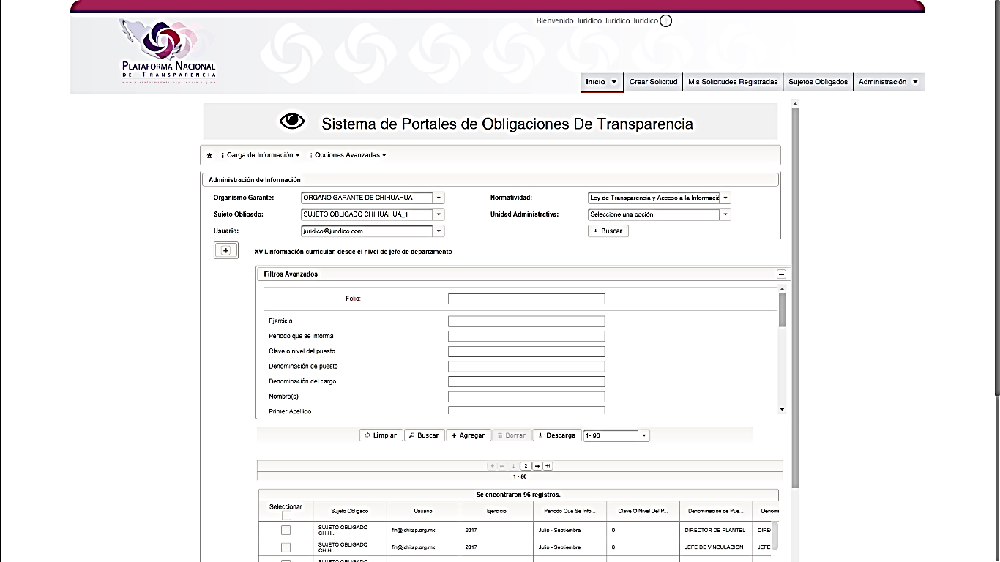 Bienvenido Juridico Juridico Juridico
PLATAFORMA NACIONAL
DE TRANSPARENCIA
www.plataformadetransparencia.org.mx
Inicio
Crear Solicitud
Mis Solicitudes Registradas
Sujetos Obligados
Administración
Sistema de Portales de Obligaciones De Transparencia
Carga de Información
Opciones Avanzadas
Administración de Información
Organismo Garante: ORGANO GARANTE DE CHIHUAHUA Normatividad: Ley de Transparencia y Acceso a la Informació
Sujeto Obligado: SUJETO OBLIGADO CHIHUAHUA_1 Unidad Administrativa: Seleccione una opción
Usuario: juridico@juridico.com Buscar
XVII.Información curricular, desde el nivel de jefe de departamento
Filtros Avanzados
Folio:
Ejercicio
Periodo que se informa
Clave o nivel del puesto
Denominación de puesto
Denominación del cargo
Nombre(s)
Primer Apellido
Limpiar Buscar Agregar Borrar Descarga 1- 96
1 2
1 - 80
Se encontraron 96 registros.
Seleccionar Sujeto Obligado Usuario Ejercicio Periodo Que Se Info... Clave O Nivel Del P... Denominación de Pue... Denomi
SUJETO OBLIGADO CHIH... fin@ichitap.org.mx 2017 Julio - Septiembre 0 DIRECTOR DE PLANTEL DIRE
SUJETO OBLIGADO CHIH... fin@ichitap.org.mx 2017 Julio - Septiembre 0 JEFE DE VINCULACION JEFE
SUJETO OBLIGADO